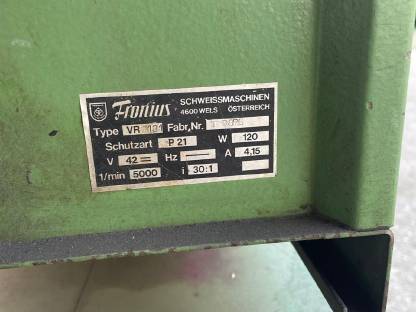 Fronius SCHWEISSMASCHINEN
4600 WELS ÖSTERREICH
Type VR 131 Fabr. Nr.
Schutzart P 21 W 120
V 42 = Hz — A 4,15
1/min 5000 i 30:1